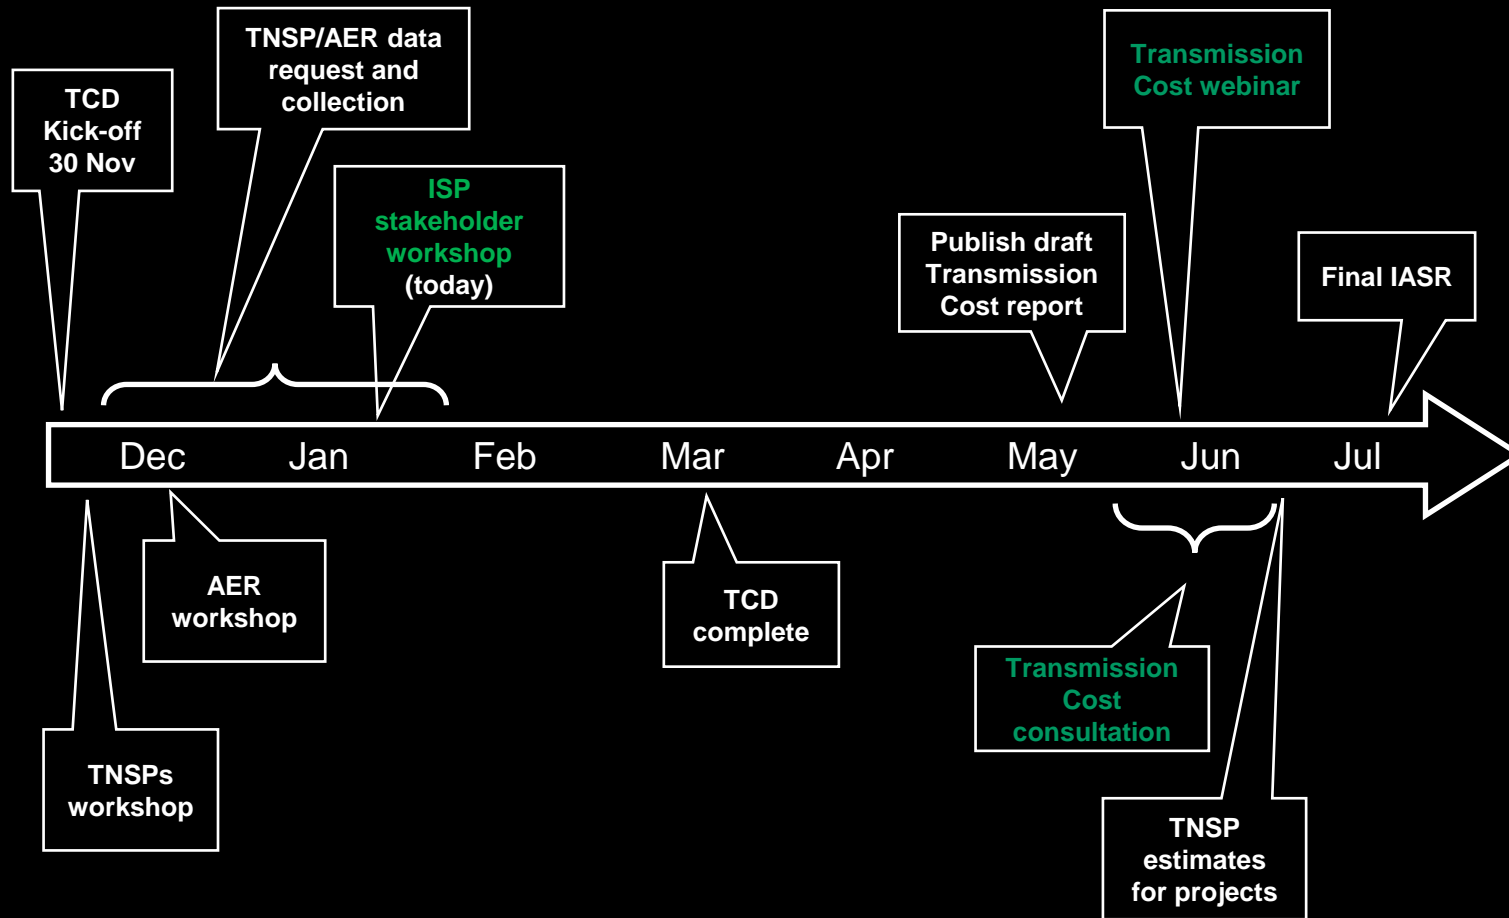 TCD
Kick-off
30 Nov
TNSP/AER data
request and
collection
ISP
stakeholder
workshop
(today)
Publish draft
Transmission
Cost report
Transmission
Cost webinar
Final IASR
Dec Jan Feb Mar Apr May Jun Jul
TNSPs
workshop
AER
workshop
TCD
complete
Transmission
Cost
consultation
TNSP
estimates
for projects